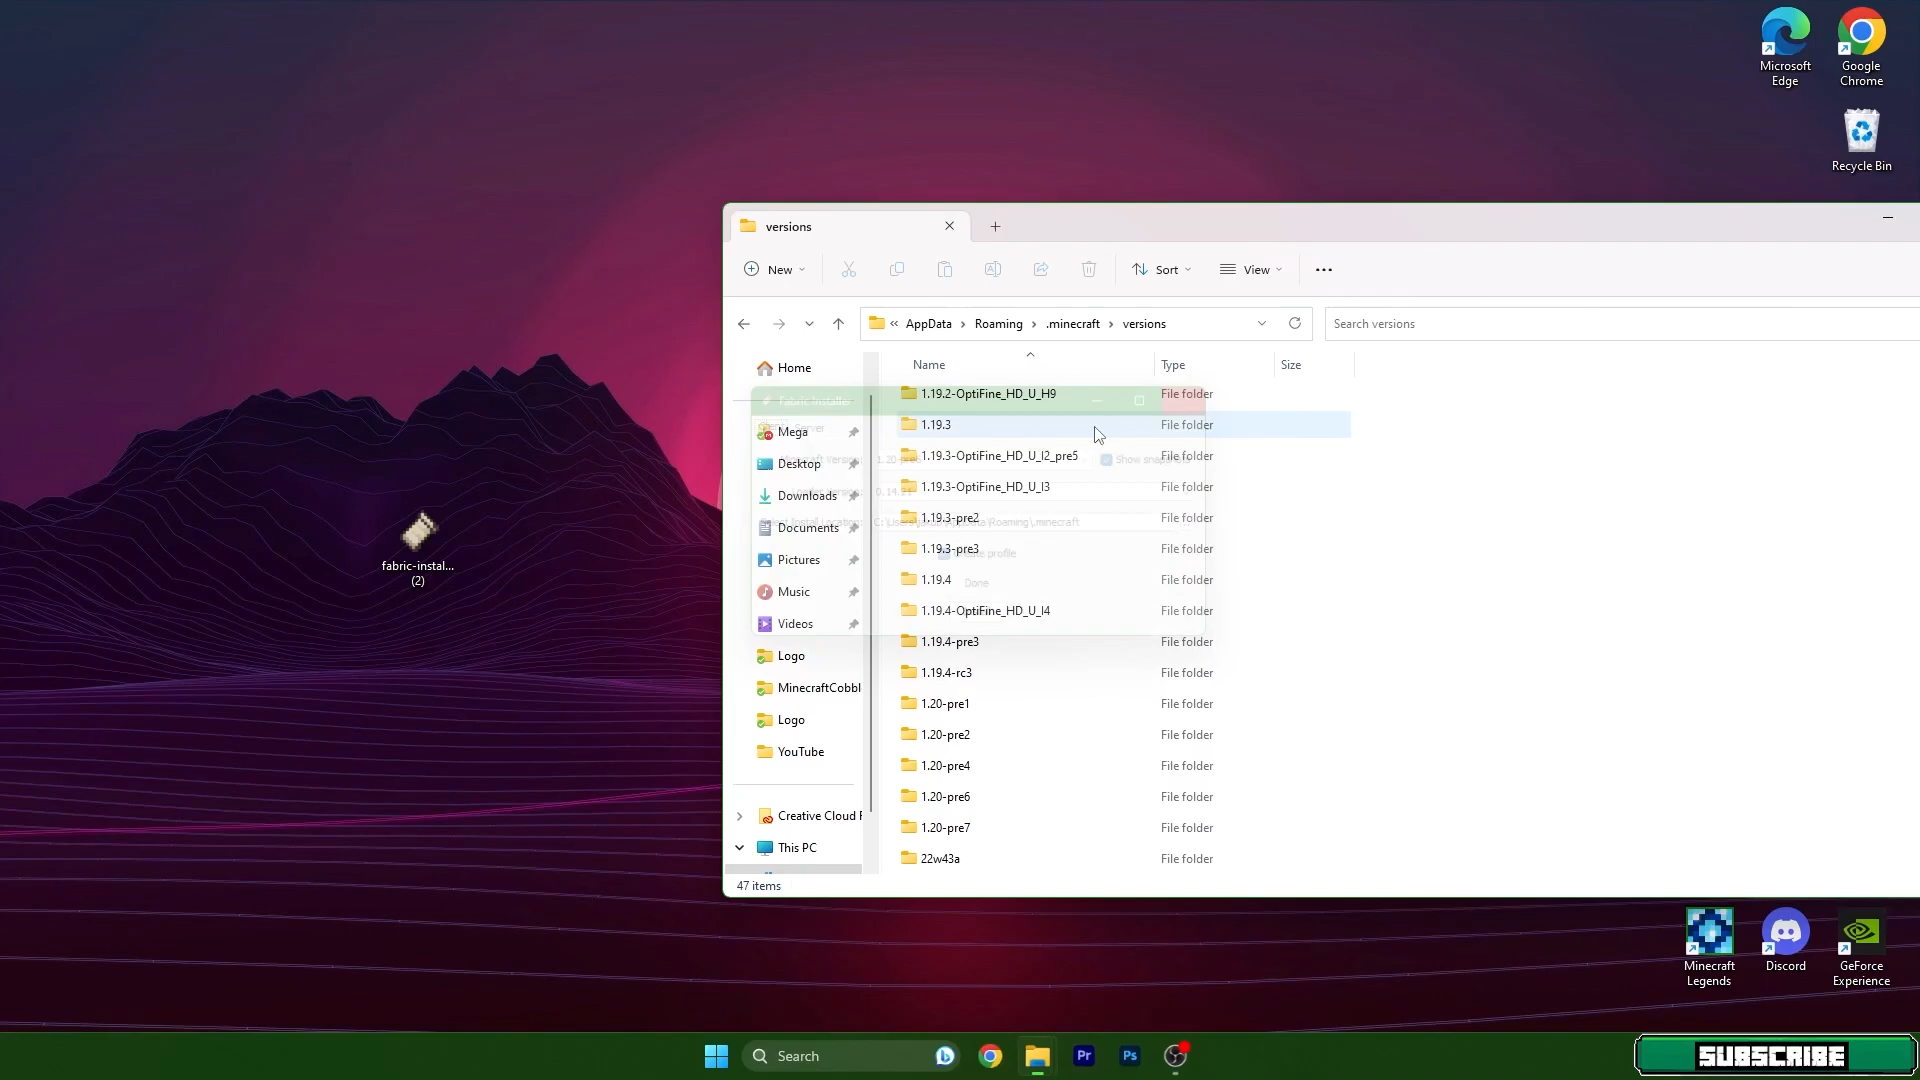 Microsoft Edge
Google Chrome
Recycle Bin
versions
New
Sort
View
AppData
Roaming
.minecraft
versions
Search versions
Home
Name
Type
Size
Fabric Installer
1.19.2-OptiFine_HD_U_H9 File folder
Server
Mega
1.19.3 File folder
Show snapshots
Desktop
1.19.3-OptiFine_HD_U_I2_pre5 File folder
Downloads
1.19.3-OptiFine_HD_U_I3 File folder
Documents
1.19.3-pre2 File folder
Pictures
1.19.3-pre3 File folder
Music
1.19.4 File folder
Done
Videos
1.19.4-OptiFine_HD_U_I4 File folder
1.19.4-pre3 File folder
Logo
1.19.4-rc3 File folder
MinecraftCobbl
1.20-pre1 File folder
Logo
1.20-pre2 File folder
YouTube
1.20-pre4 File folder
1.20-pre6 File folder
Creative Cloud F
1.20-pre7 File folder
This PC
22w43a File folder
47 items
fabric-instal...
(2)
Minecraft Legends
Discord
GeForce Experience
Search
Pr
Ps
SUBSCRIBE